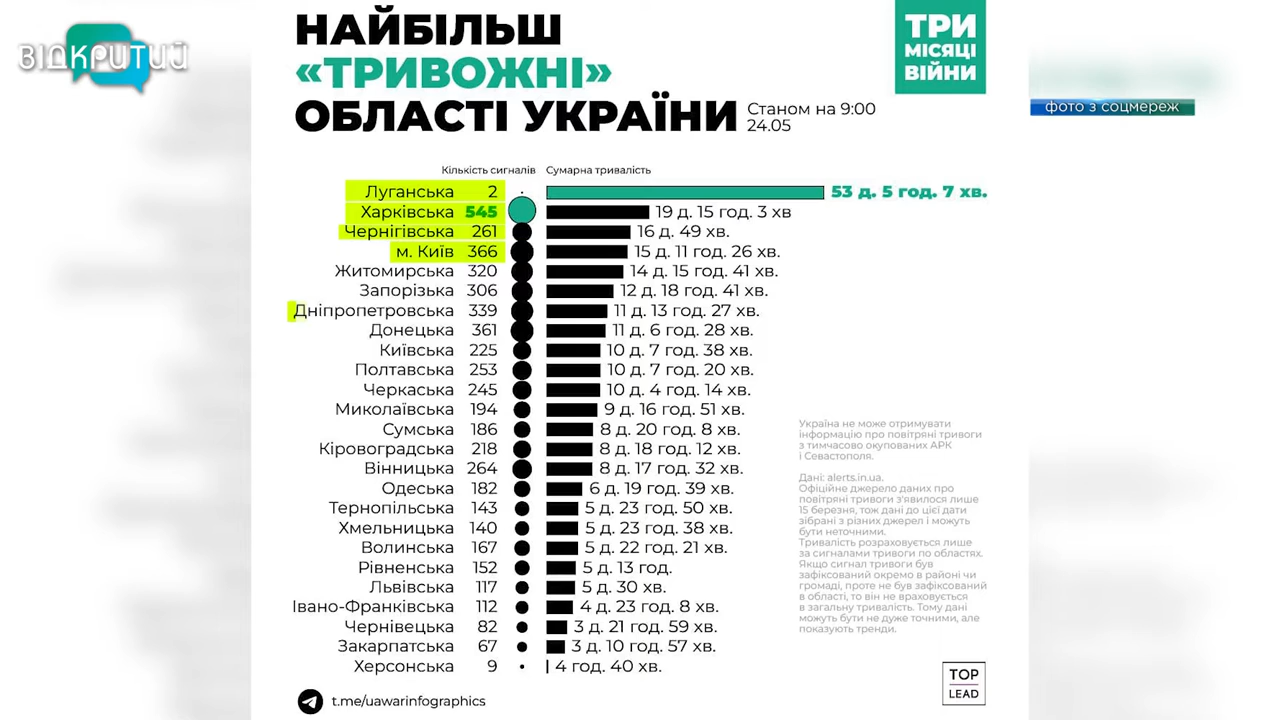 ВІДКРИТИЙ
НАЙБІЛЬШ
«ТРИВОЖНІ»
ОБЛАСТІ УКРАЇНИ
Станом на 9:00
24.05
ТРИ
МІСЯЦІ
ВІЙНИ
фото з соцмереж
Кількість сигналів Сумарна тривалість
Луганська 2 53 д. 5 год. 7 хв.
Харківська 545 19 д. 15 год. 3 хв
Чернігівська 261 16 д. 49 хв.
м. Київ 366 15 д. 11 год. 26 хв.
Житомирська 320 14 д. 15 год. 41 хв.
Запорізька 306 12 д. 18 год. 41 хв.
Дніпропетровська 339 11 д. 13 год. 27 хв.
Донецька 361 11 д. 6 год. 28 хв.
Київська 225 10 д. 7 год. 38 хв.
Полтавська 253 10 д. 7 год. 20 хв.
Черкаська 245 10 д. 4 год. 14 хв.
Миколаївська 194 9 д. 16 год. 51 хв.
Сумська 186 8 д. 20 год. 8 хв.
Кіровоградська 218 8 д. 18 год. 12 хв.
Вінницька 264 8 д. 17 год. 32 хв.
Одеська 182 6 д. 19 год. 39 хв.
Тернопільська 143 5 д. 23 год. 50 хв.
Хмельницька 140 5 д. 23 год. 38 хв.
Волинська 167 5 д. 22 год. 21 хв.
Рівненська 152 5 д. 13 год.
Львівська 117 5 д. 30 хв.
Івано-Франківська 112 4 д. 23 год. 8 хв.
Чернівецька 82 3 д. 21 год. 59 хв.
Закарпатська 67 3 д. 10 год. 57 хв.
Херсонська 9 4 год. 40 хв.
Україна не може отримувати
інформацію про повітряні тривоги
з тимчасово окупованих АРК
і Севастополя.
Дані: alerts.in.ua.
Офіційне джерело даних про
повітряні тривоги з'явилося лише
15 березня, тож дані до цієї дати
зібрані з різних джерел і можуть
бути неточними.
Тривалість розраховується лише
за сигналами тривоги по областях.
Якщо сигнал тривоги був
зафіксований окремо в районі чи
громаді, проте не був зафіксований
в області, то він не враховується
в загальну тривалість. Тому дані
можуть бути не дуже точними, але
показують тренди.
t.me/uawarinfographics
TOP
LEAD